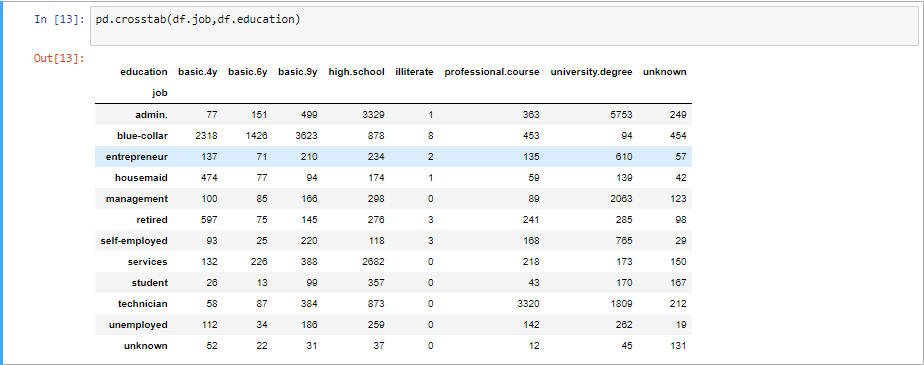 In [13]: pd.crosstab(df.job,df.education)
Out[13]:
education basic.4y basic.6y basic.9y high.school illiterate professional.course university.degree unknown
job
admin. 77 151 499 3329 1 363 5753 249
blue-collar 2318 1426 3623 878 8 453 94 454
entrepreneur 137 71 210 234 2 135 610 57
housemaid 474 77 94 174 1 59 139 42
management 100 85 166 298 0 89 2063 123
retired 597 75 145 276 3 241 285 98
self-employed 93 25 220 118 3 168 765 29
services 132 226 388 2682 0 218 173 150
student 26 13 99 357 0 43 170 167
technician 58 87 384 873 0 3320 1809 212
unemployed 112 34 186 259 0 142 262 19
unknown 52 22 31 37 0 12 45 131